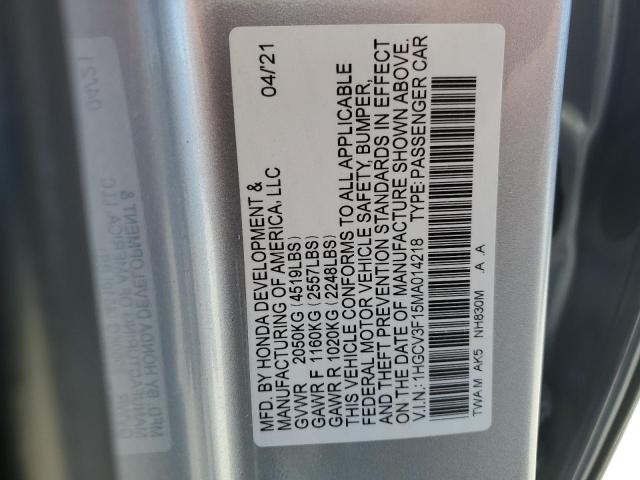 MFD. BY HONDA DEVELOPMENT &
MANUFACTURING OF AMERICA, LLC 04/'21
GVWR 2050KG (4519LBS)
GAWR F 1160KG (2557LBS)
GAWR R 1020KG (2248LBS)
THIS VEHICLE CONFORMS TO ALL APPLICABLE
FEDERAL MOTOR VEHICLE SAFETY, BUMPER,
AND THEFT PREVENTION STANDARDS IN EFFECT
ON THE DATE OF MANUFACTURE SHOWN ABOVE.
V.I.N.: 1HGCV3F15MA014218 TYPE:PASSENGER CAR
TWA M AK5 NH830M .A .A